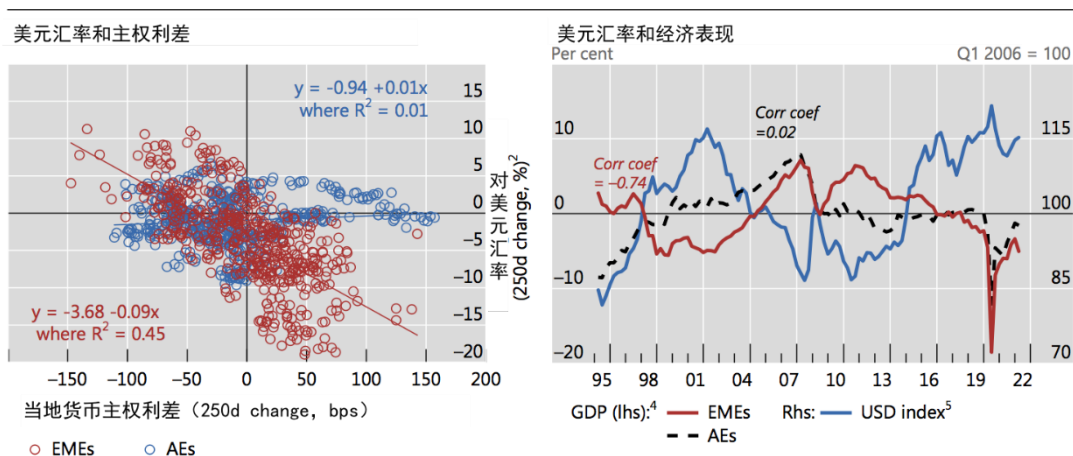 美元汇率和主权利差
y = -0.94 +0.01x
where R² = 0.01
y = -3.68 -0.09x
where R² = 0.45
15
10
5
0
−5
−10
−15
−20
对美元汇率
(250d change, %)²
−150 −100 −50 0 50 100 150 200
当地货币主权利差（250d change, bps）
EMEs AEs
美元汇率和经济表现
Per cent Q1 2006 = 100
Corr coef
=0.02
Corr coef
= −0.74
10
0
−10
−20
115
100
85
70
95 98 01 04 07 10 13 16 19 22
GDP (lhs):⁴ EMEs Rhs: USD index⁵
AEs